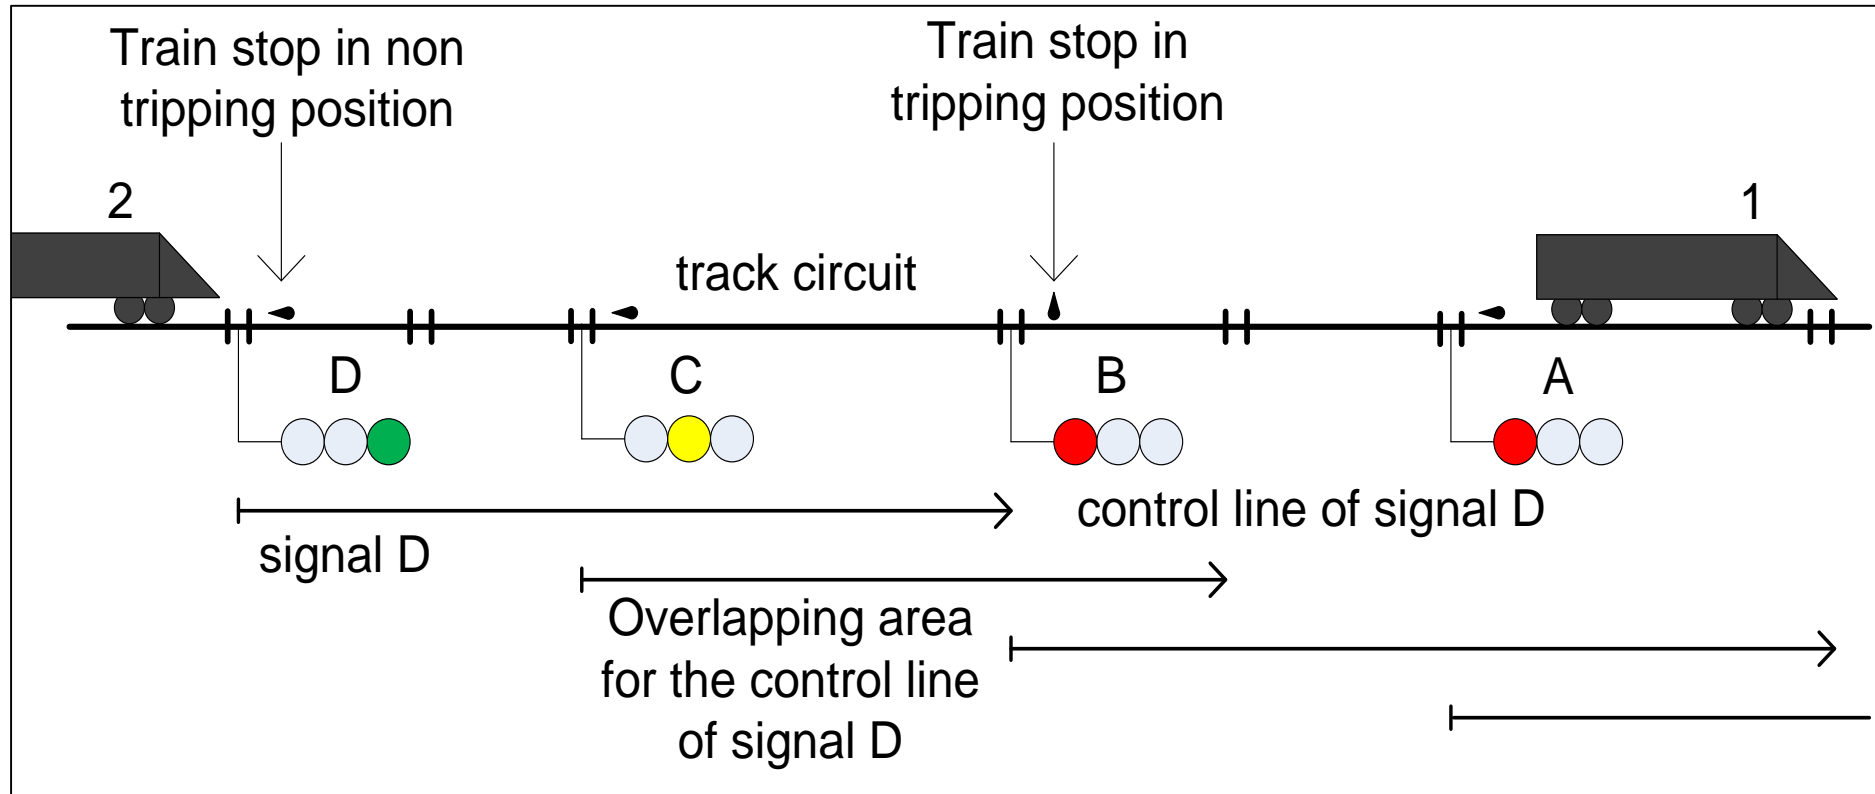 Train stop in non
tripping position
Train stop in
tripping position
2
1
track circuit
D
C
B
A
control line of signal D
signal D
Overlapping area
for the control line
of signal D